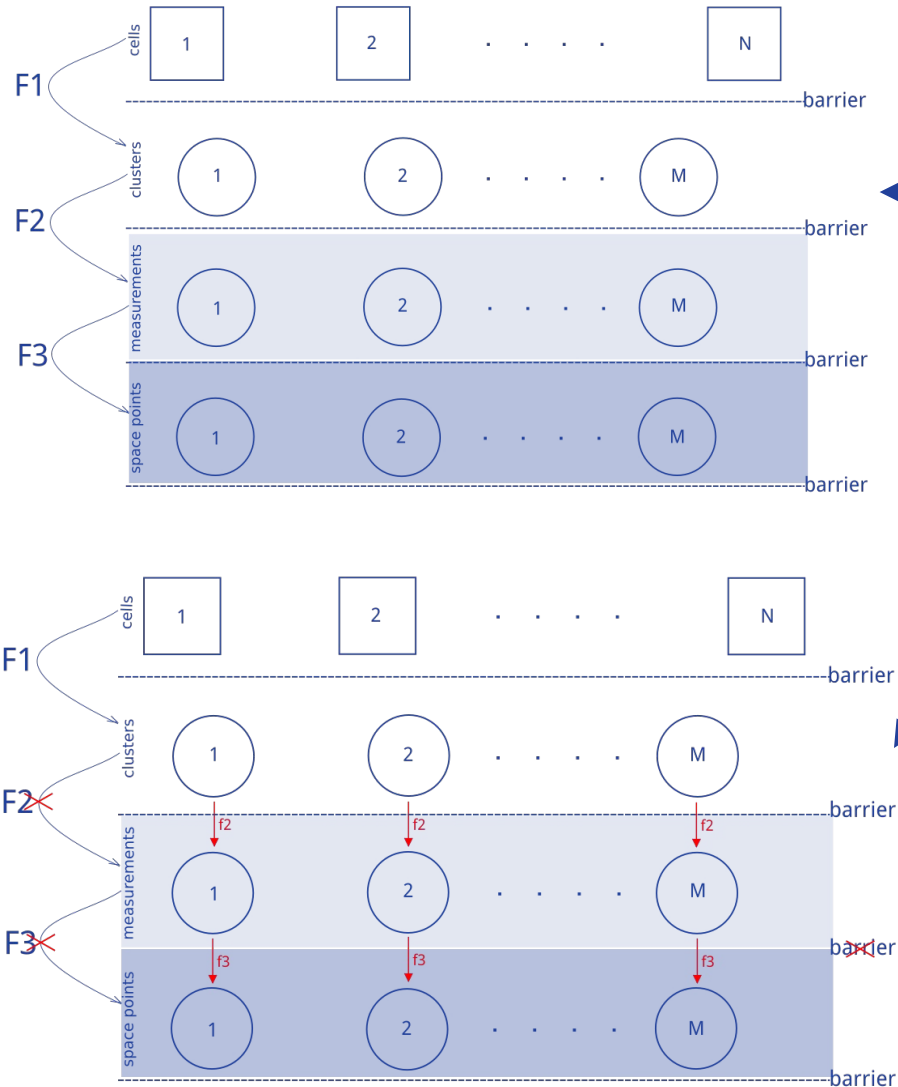 cells
1
2
N
F1
barrier
clusters
1
2
M
F2
barrier
measurements
1
2
M
F3
barrier
space points
1
2
M
barrier
cells
1
2
N
F1
barrier
clusters
1
2
M
F2
barrier
f2
f2
f2
measurements
1
2
M
F3
barrier
f3
f3
f3
space points
1
2
M
barrier